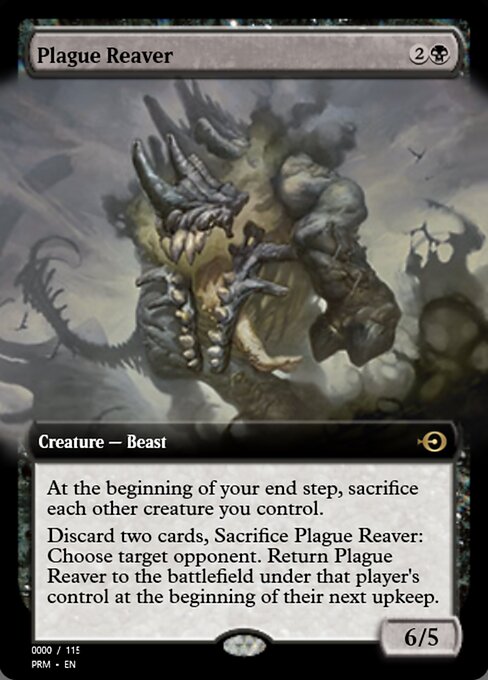 Plague Reaver 2
Creature — Beast
At the beginning of your end step, sacrifice
each other creature you control.
Discard two cards, Sacrifice Plague Reaver:
Choose target opponent. Return Plague
Reaver to the battlefield under that player's
control at the beginning of their next upkeep.
6/5
0000 / 115
PRM • EN